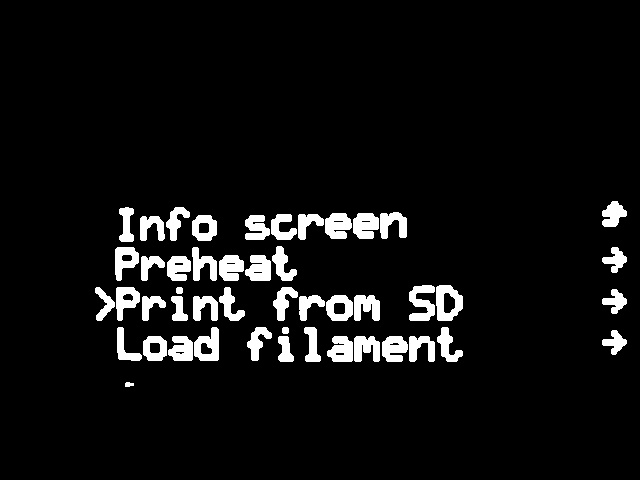 Info screen ↑
Preheat →
>Print from SD →
Load filament →